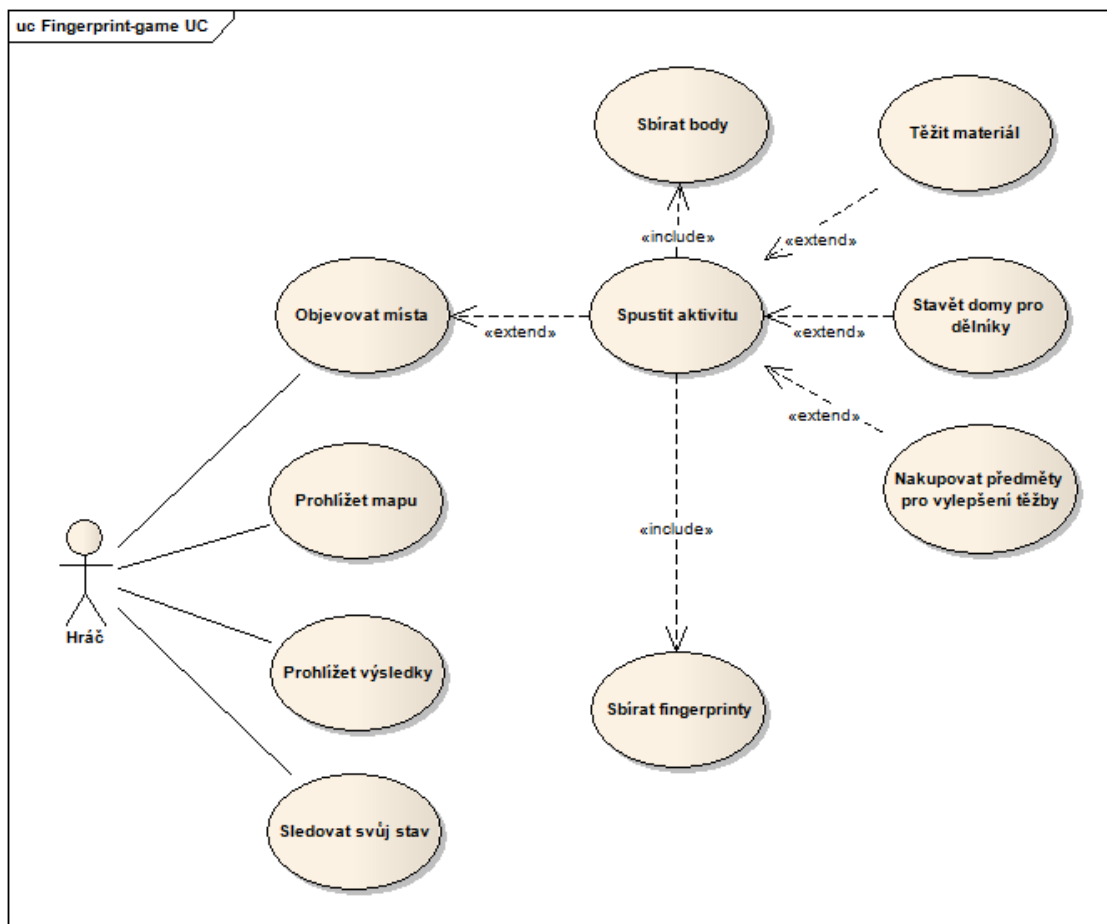 uc Fingerprint-game UC
Sbírat body
Těžit materiál
«include»
«extend»
Objevovat místa
«extend»
Spustit aktivitu
«extend»
Stavět domy pro
dělníky
«extend»
Prohlížet mapu
Nakupovat předměty
pro vylepšení těžby
«include»
Hráč
Prohlížet výsledky
Sbírat fingerprinty
Sledovat svůj stav